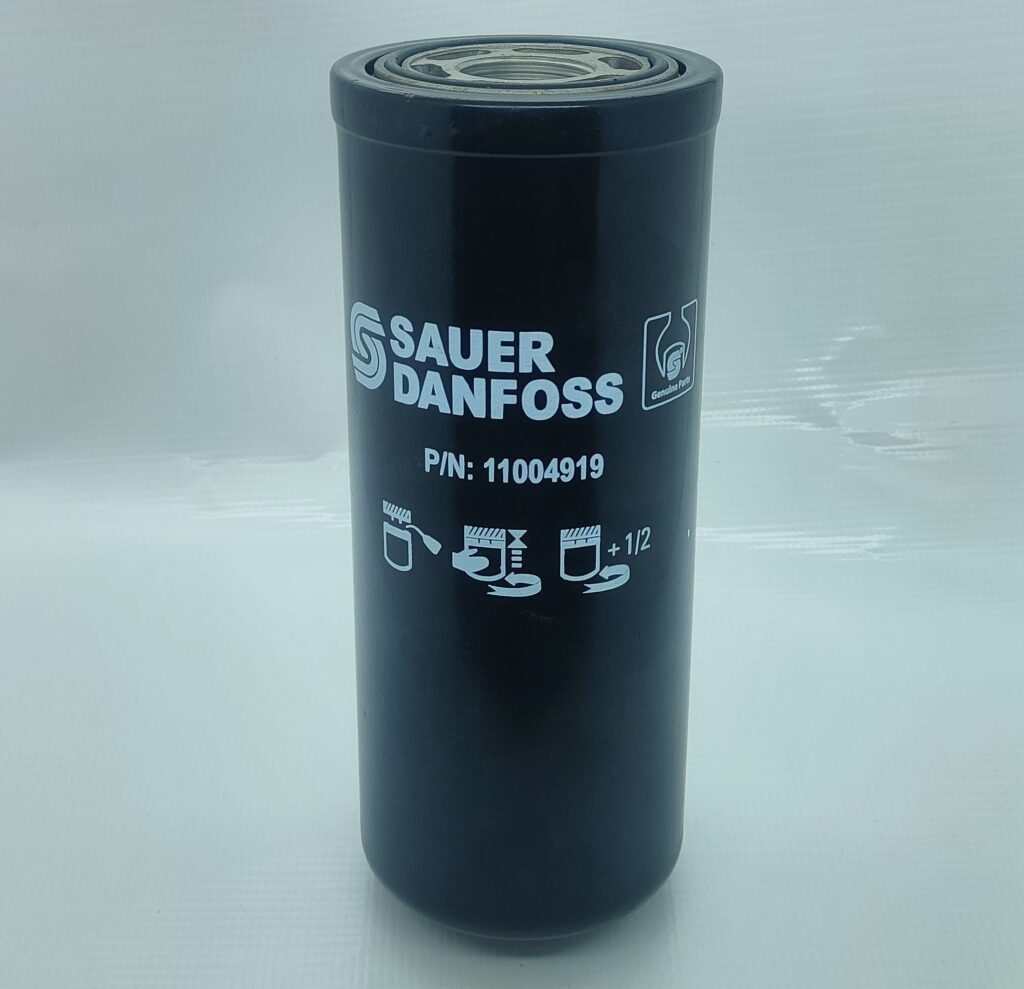 SAUER
DANFOSS
Genuine Parts
P/N: 11004919
+ 1/2